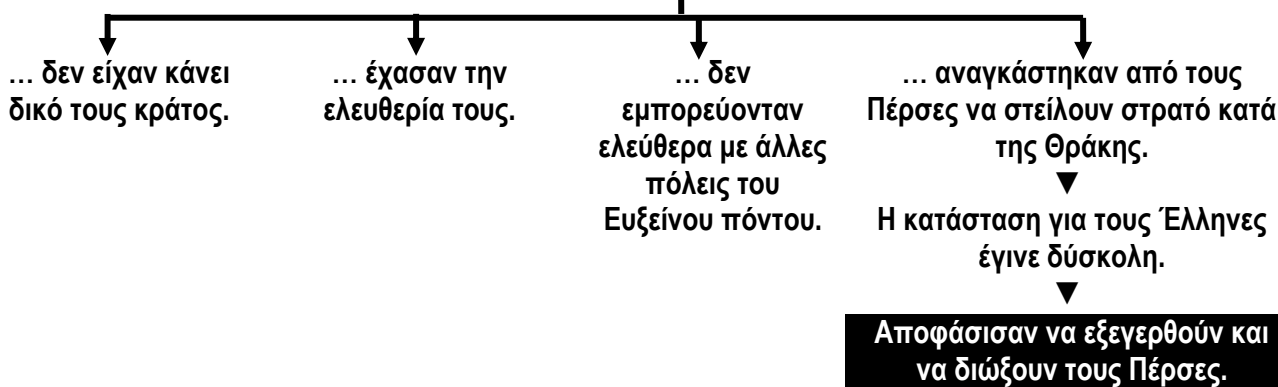 … δεν είχαν κάνει
δικό τους κράτος.
… έχασαν την
ελευθερία τους.
… δεν
εμπορεύονταν
ελεύθερα με άλλες
πόλεις του
Ευξείνου πόντου.
… αναγκάστηκαν από τους
Πέρσες να στείλουν στρατό κατά
της Θράκης.
Η κατάσταση για τους Έλληνες
έγινε δύσκολη.
Αποφάσισαν να εξεγερθούν και
να διώξουν τους Πέρσες.